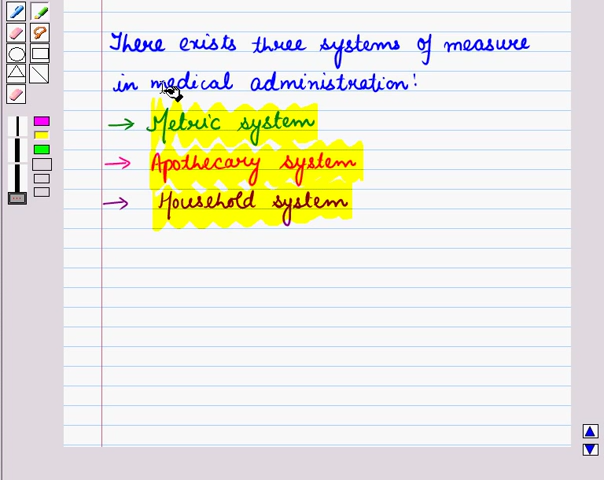 There exists three systems of measure
in medical administration:
→ Metric system
→ Apothecary system
→ Household system